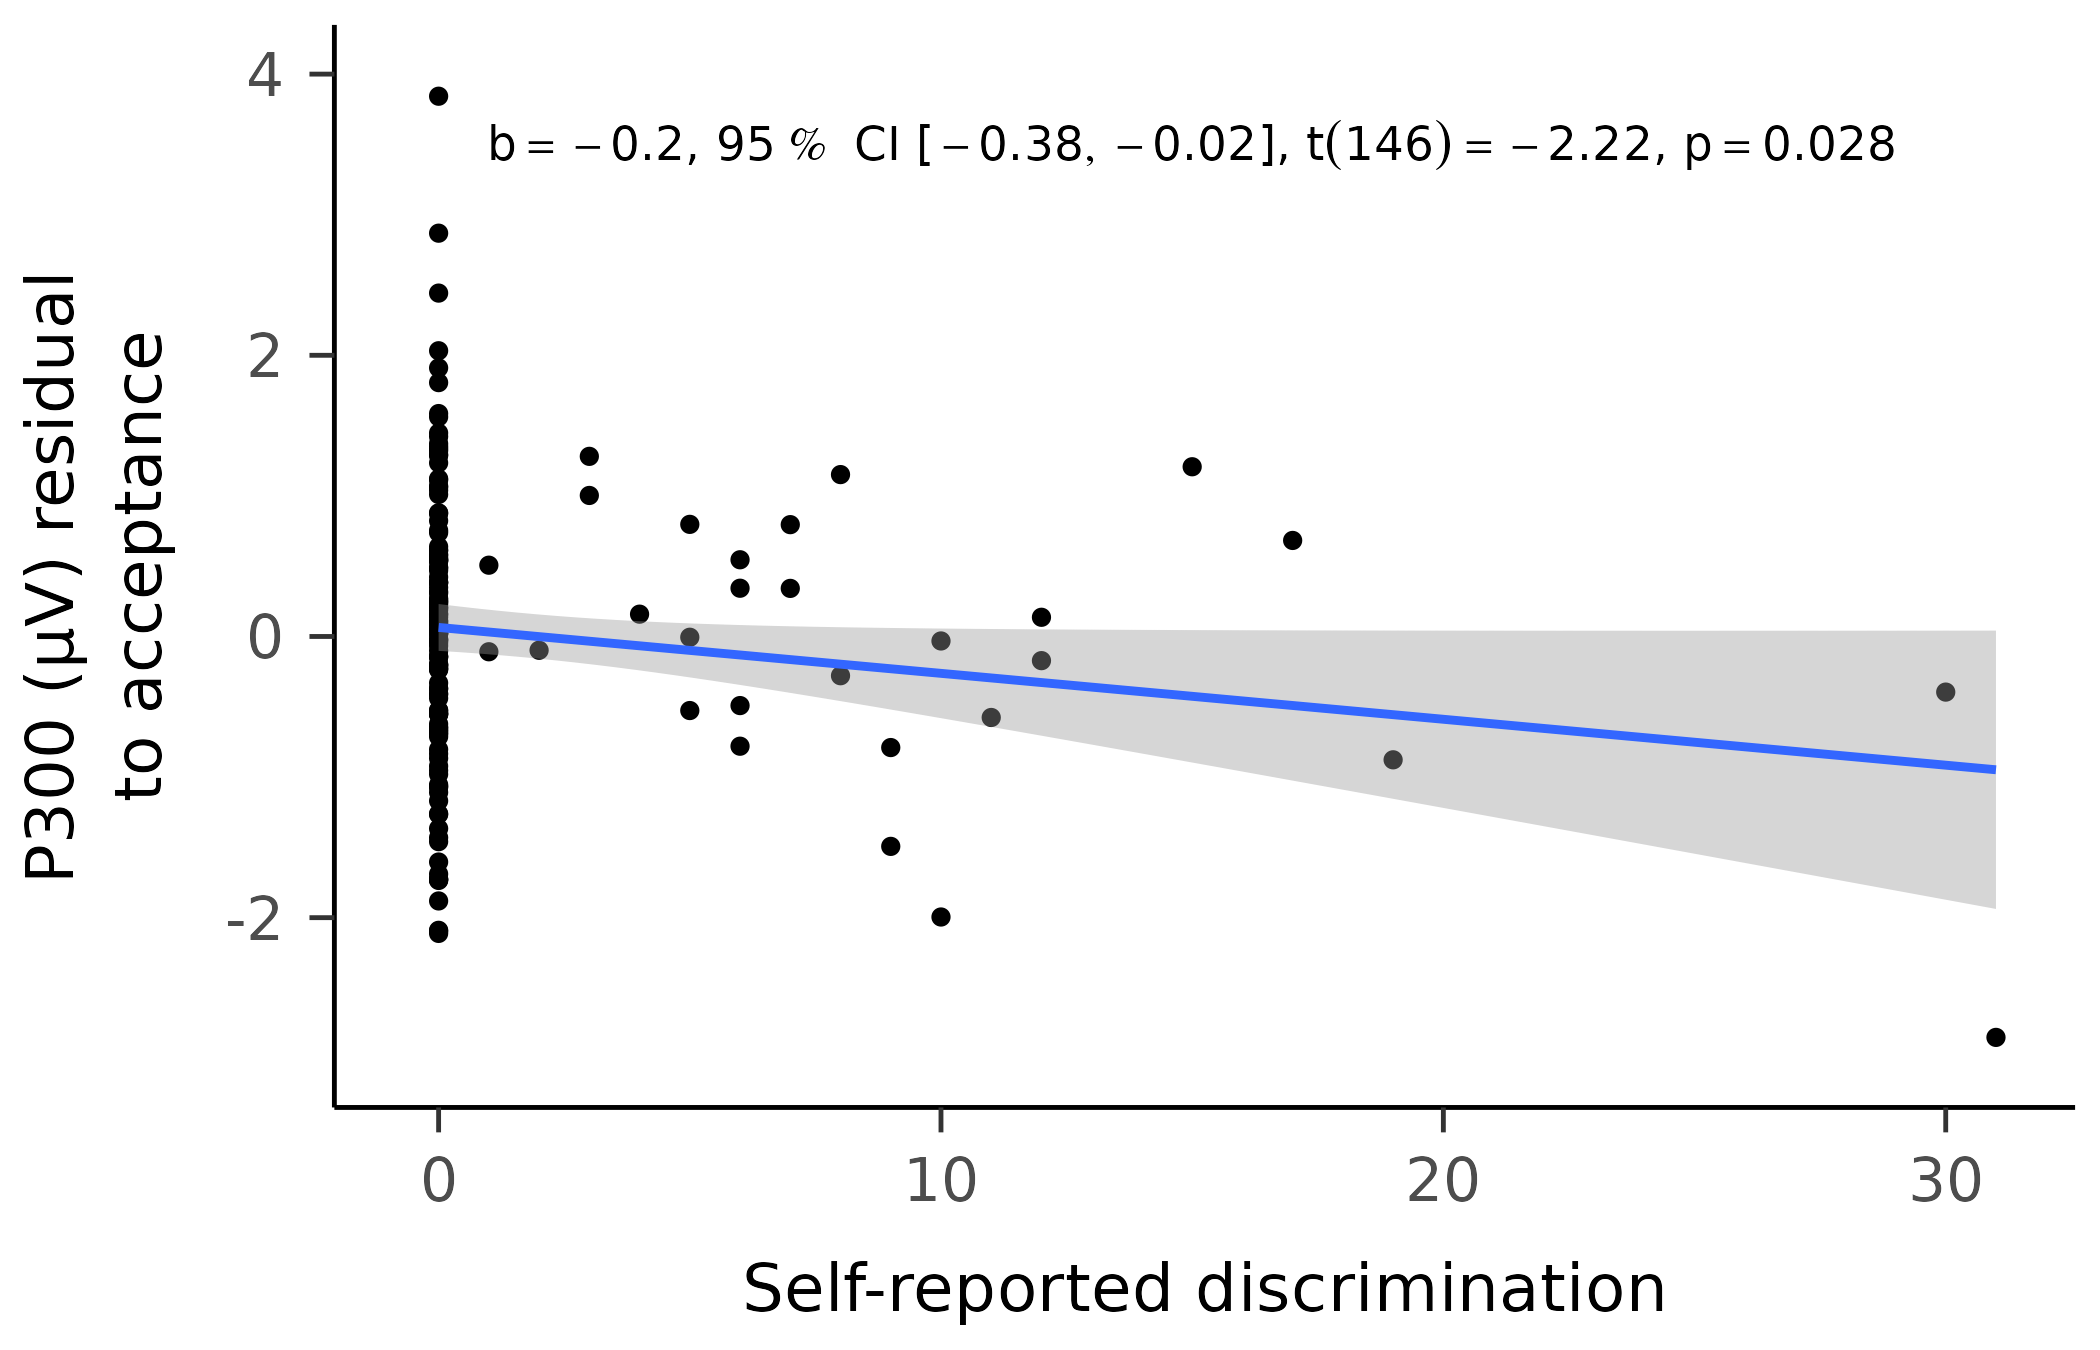 4
b = −0.2, 95 % CI [−0.38, −0.02], t(146) = −2.22, p = 0.028
2
0
-2
P300 (µV) residual
to acceptance
0 10 20 30
Self-reported discrimination